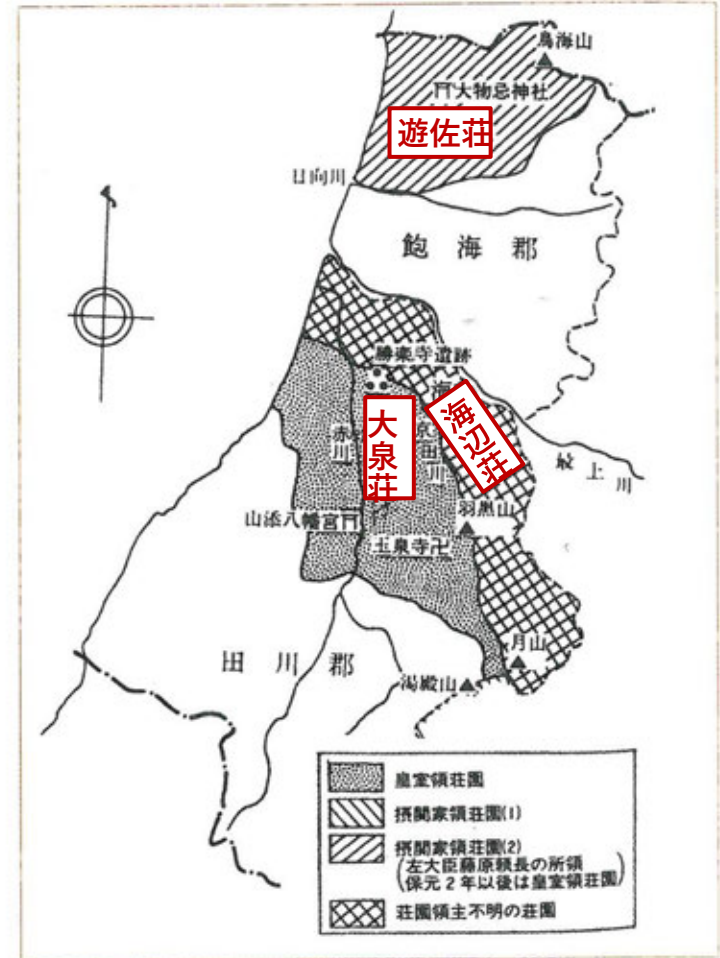 鳥海山
大物忌神社
遊佐荘
日向川
飽海郡
勝楽寺遺跡
海
海辺荘
大泉荘
赤川
京田川
最上川
羽黒山
山添八幡宮
玉泉寺卍
月山
田川郡
湯殿山
皇室領荘園
摂関家領荘園(1)
摂関家領荘園(2)
(左大臣藤原頼長の所領
保元2年以後は皇室領荘園)
荘園領主不明の荘園